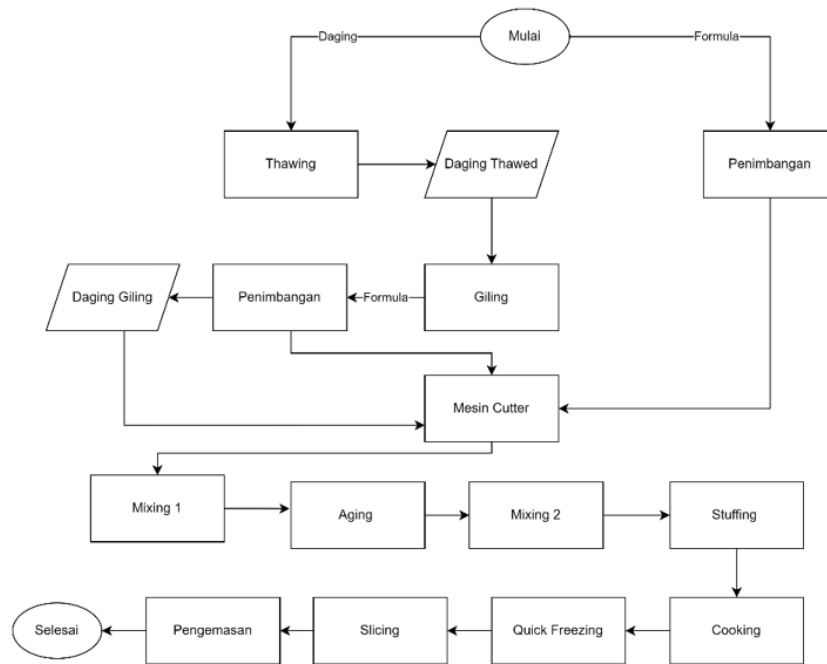 Daging
Mulai
Formula
Thawing
Daging Thawed
Penimbangan
Daging Giling
Penimbangan
Formula
Giling
Mesin Cutter
Mixing 1
Aging
Mixing 2
Stuffing
Selesai
Pengemasan
Slicing
Quick Freezing
Cooking